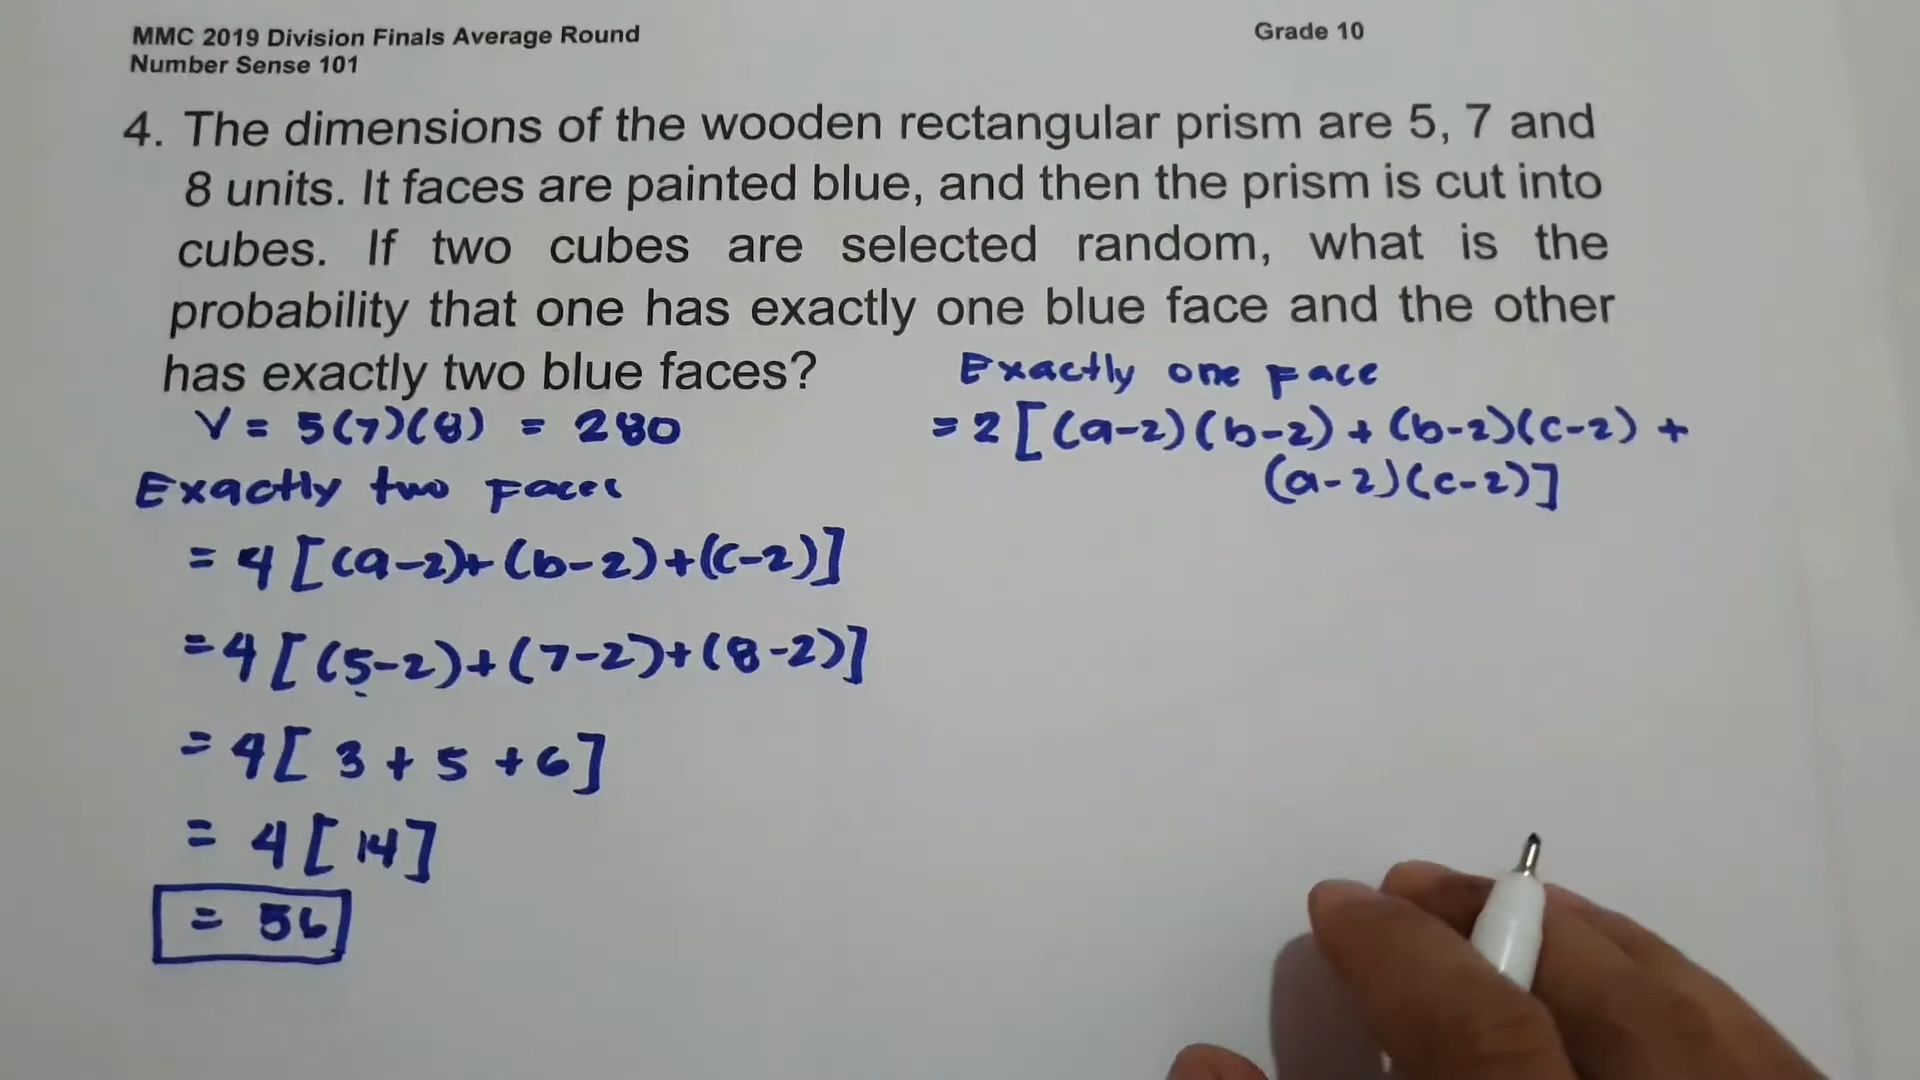 MMC 2019 Division Finals Average Round
Grade 10
Number Sense 101
4. The dimensions of the wooden rectangular prism are 5, 7 and
8 units. It faces are painted blue, and then the prism is cut into
cubes. If two cubes are selected random, what is the
probability that one has exactly one blue face and the other
has exactly two blue faces?
V = 5(7)(8) = 280
Exactly two faces
= 4[(a-2)+(b-2)+(c-2)]
=4[(5-2)+(7-2)+(8-2)]
=4[3+5+6]
= 4[14]
= 56
Exactly one face
=2[(a-2)(b-2)+(b-2)(c-2)+
(a-2)(c-2)]